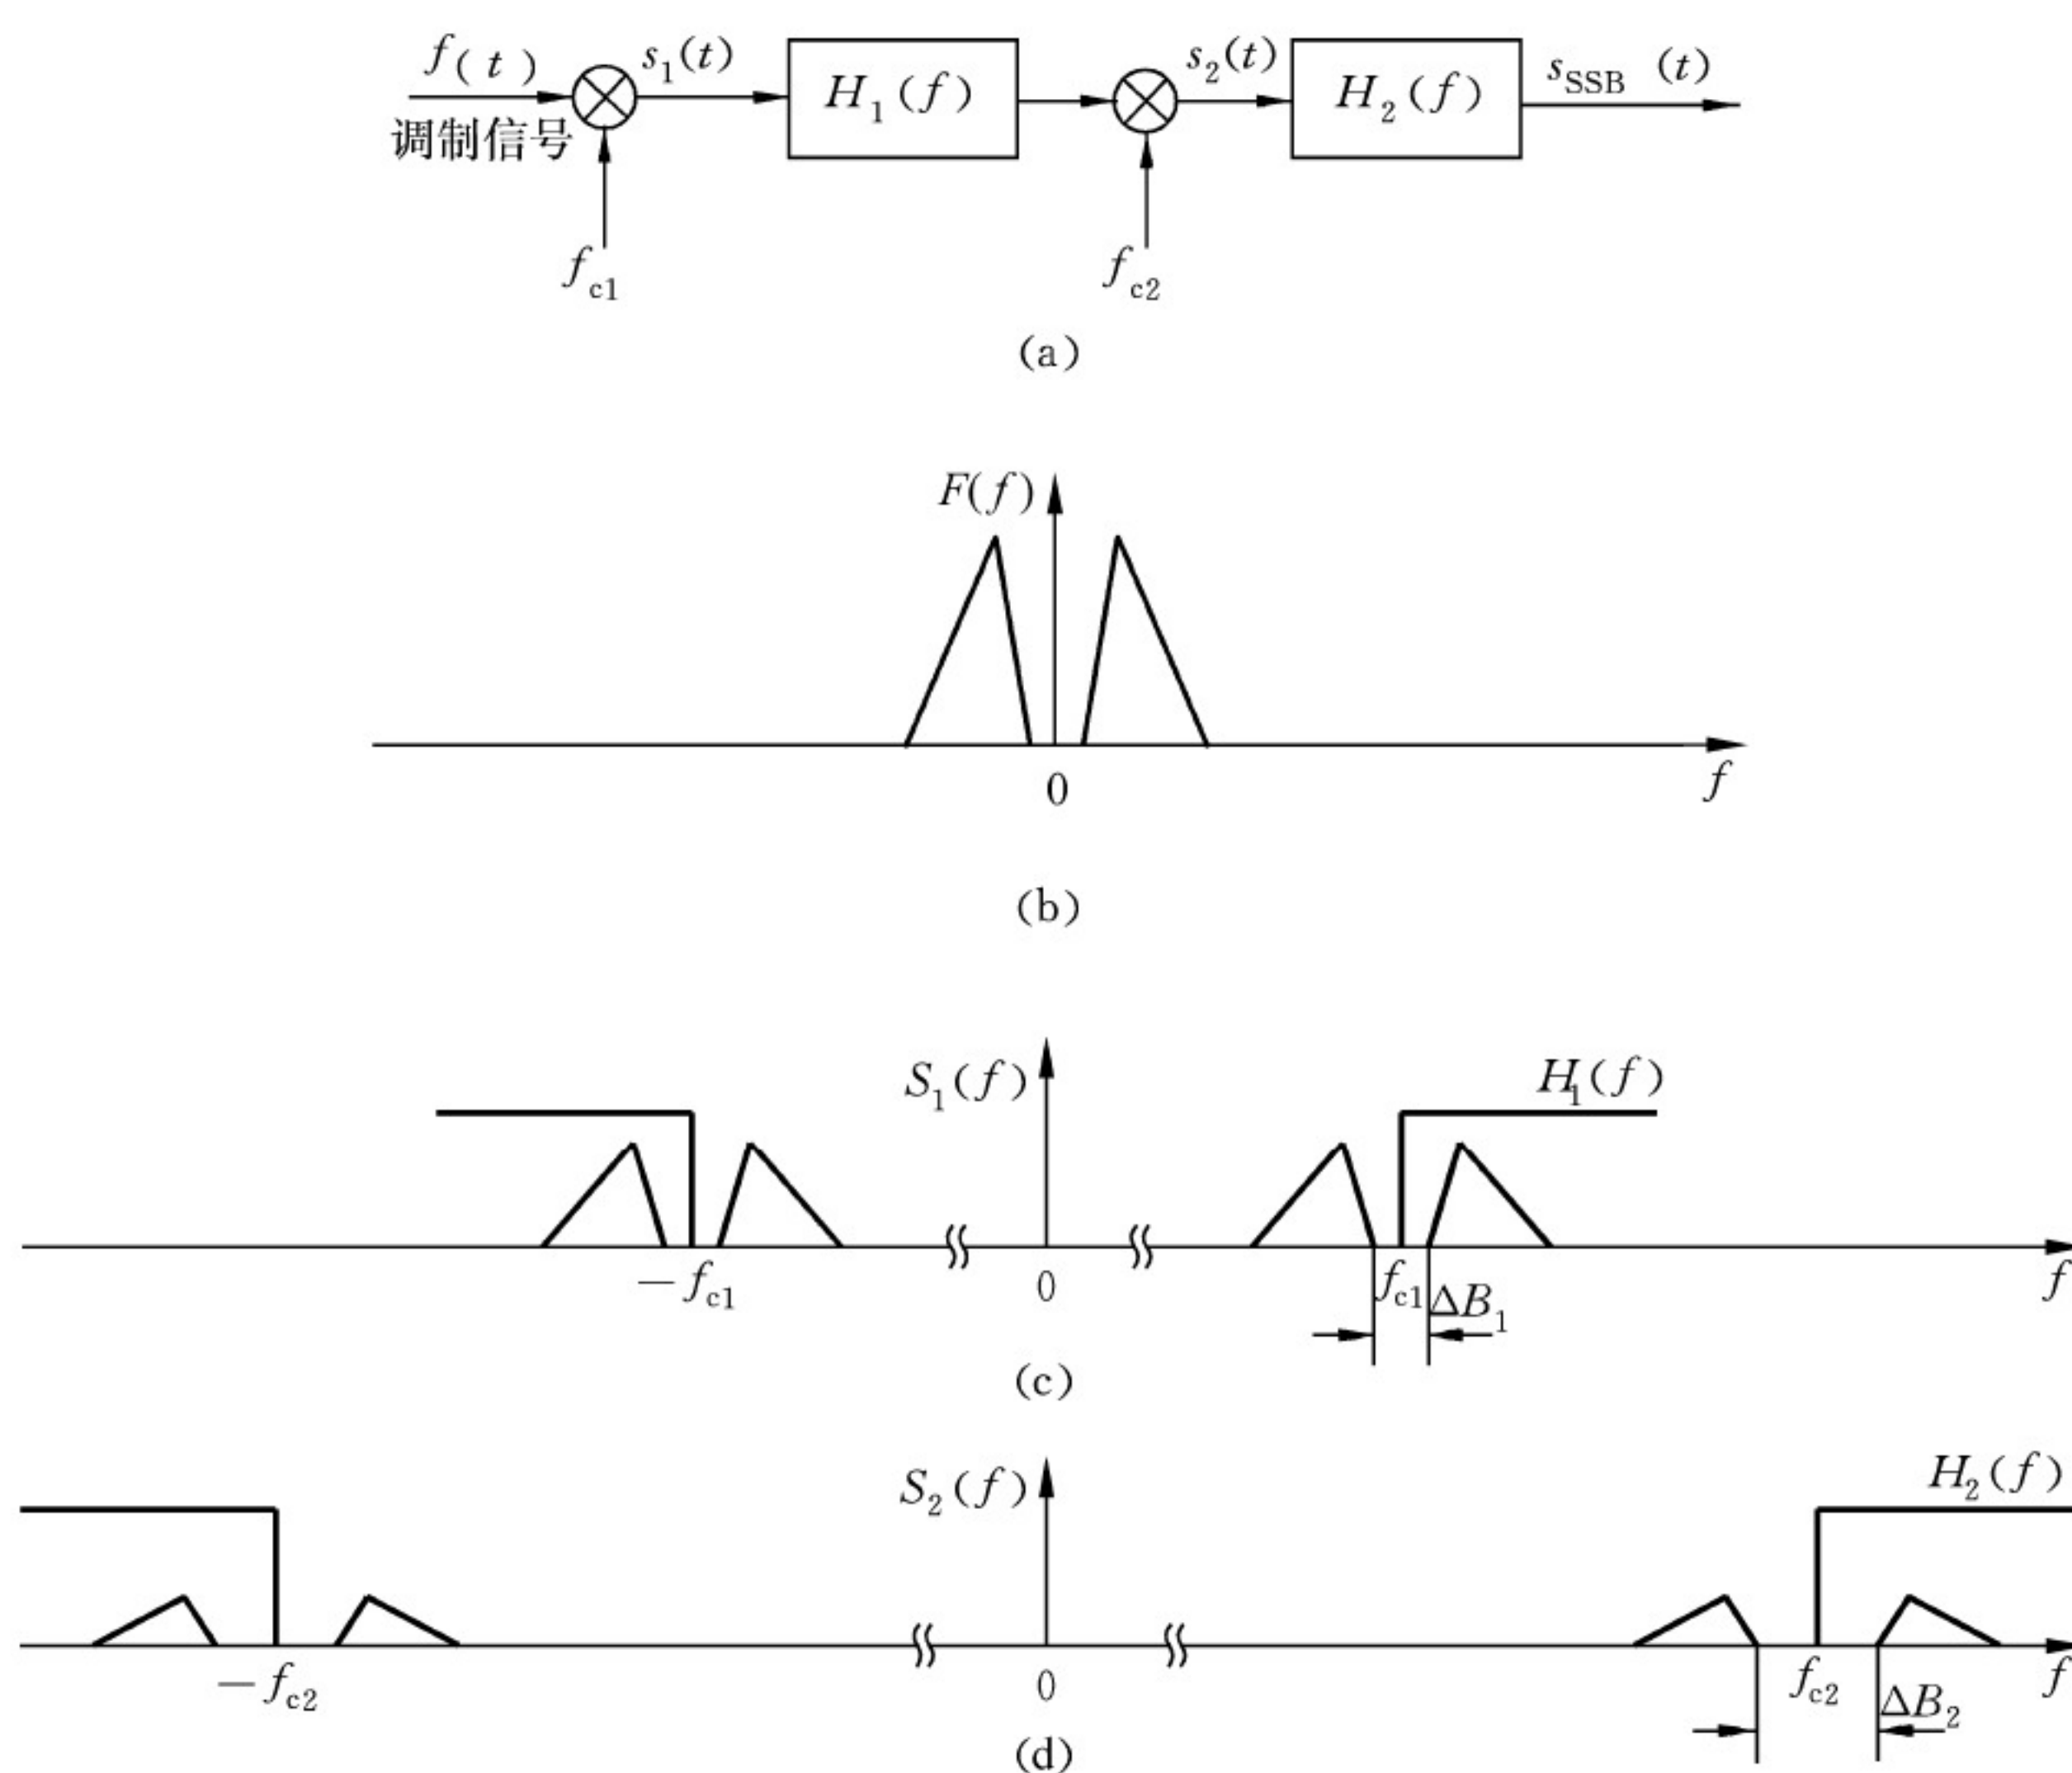 f(t) s₁(t) H₁(f) s₂(t) H₂(f) s_SSB(t)
调制信号
f_c1 f_c2
(a)
F(f)
0 f
(b)
S₁(f) H₁(f)
−f_c1 0 f_c1 ΔB₁ f
(c)
S₂(f) H₂(f)
−f_c2 0 f_c2 ΔB₂ f
(d)